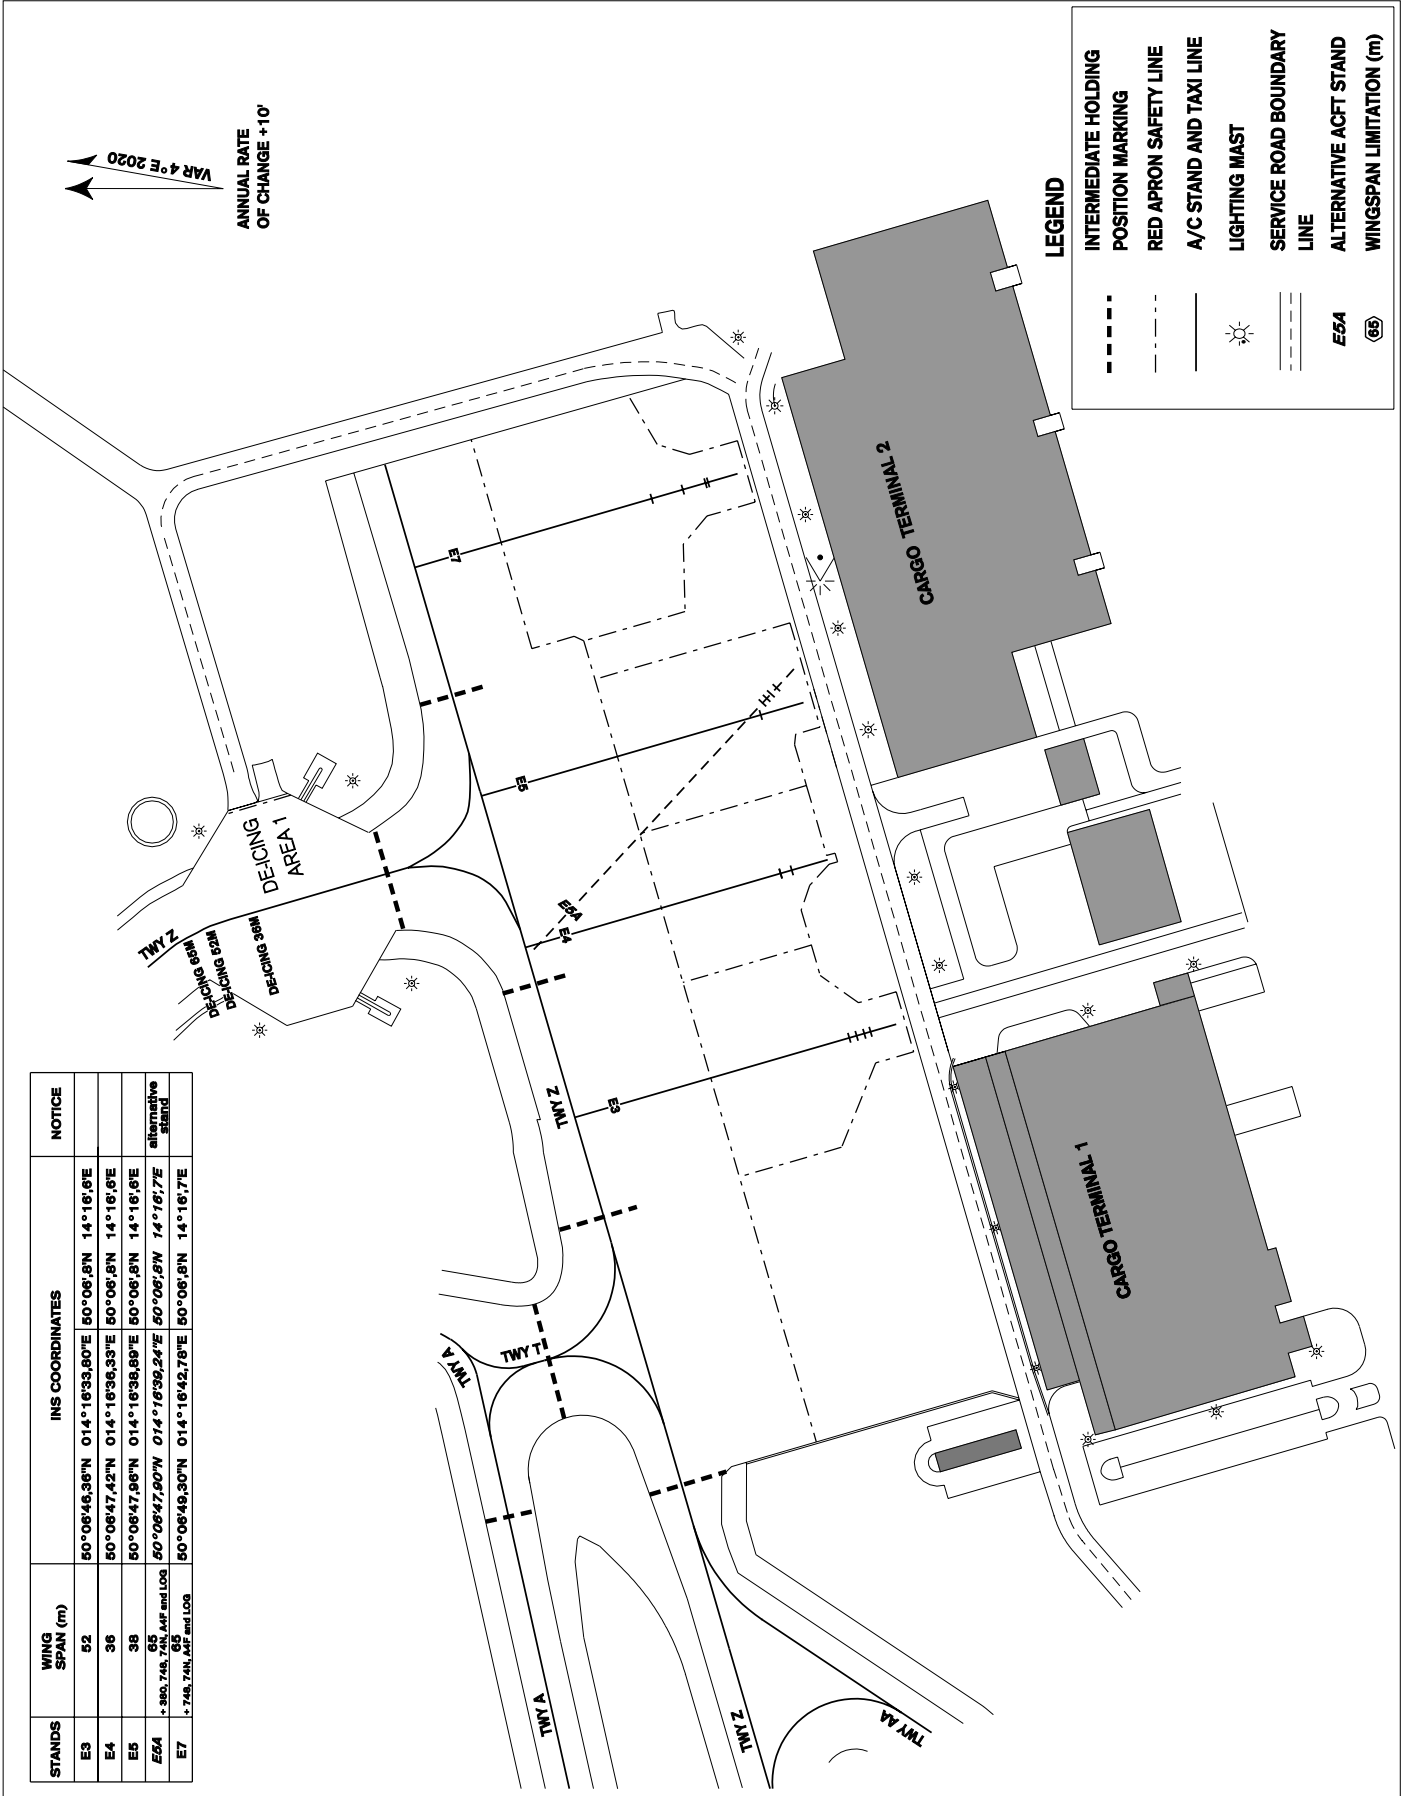 VAR 4°E 2020
ANNUAL RATE
OF CHANGE +10'
LEGEND
INTERMEDIATE HOLDING
POSITION MARKING
RED APRON SAFETY LINE
A/C STAND AND TAXI LINE
LIGHTING MAST
SERVICE ROAD BOUNDARY
LINE
E5A ALTERNATIVE ACFT STAND
65 WINGSPAN LIMITATION (m)
CARGO TERMINAL 2
CARGO TERMINAL 1
DE-ICING
AREA 1
TWY Z
DE-ICING 65M
DE-ICING 52M
DE-ICING 36M
E7
E5
E5A
E4
E3
TWY Z
TWY T
TWY A
TWY A
TWY Z
TWY AA
STANDS WING SPAN (m) INS COORDINATES NOTICE
E3 52 50°06'46,36"N 014°16'33,80"E 50°06',8'N 14°16',6'E
E4 36 50°06'47,42"N 014°16'36,33"E 50°06',8'N 14°16',6'E
E5 38 50°06'47,96"N 014°16'38,89"E 50°06',8'N 14°16',6'E
E5A 65 + 380, 748, 74N, A4F and LOG 50°06'47,90"N 014°16'39,24"E 50°06',8'N 14°16',7'E alternative stand
E7 65 + 748, 74N, A4F and LOG 50°06'49,30"N 014°16'42,78"E 50°06',8'N 14°16',7'E